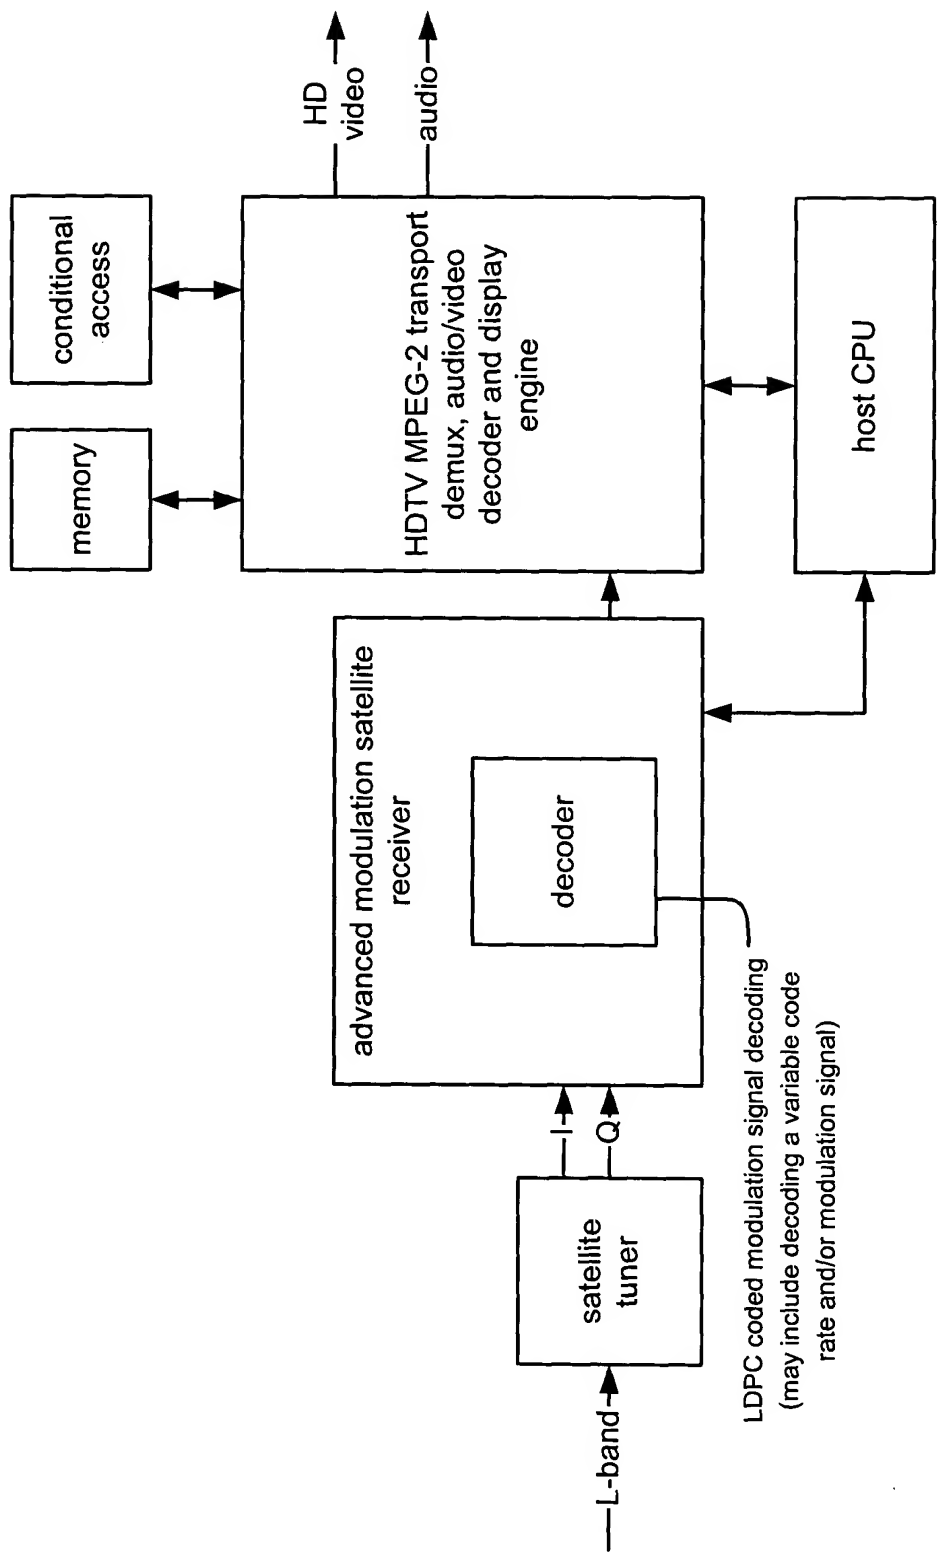 L-band
satellite
tuner
I
Q
advanced modulation satellite
receiver
decoder
LDPC coded modulation signal decoding
(may include decoding a variable code
rate and/or modulation signal)
memory
conditional
access
HDTV MPEG-2 transport
demux, audio/video
decoder and display
engine
host CPU
HD
video
audio